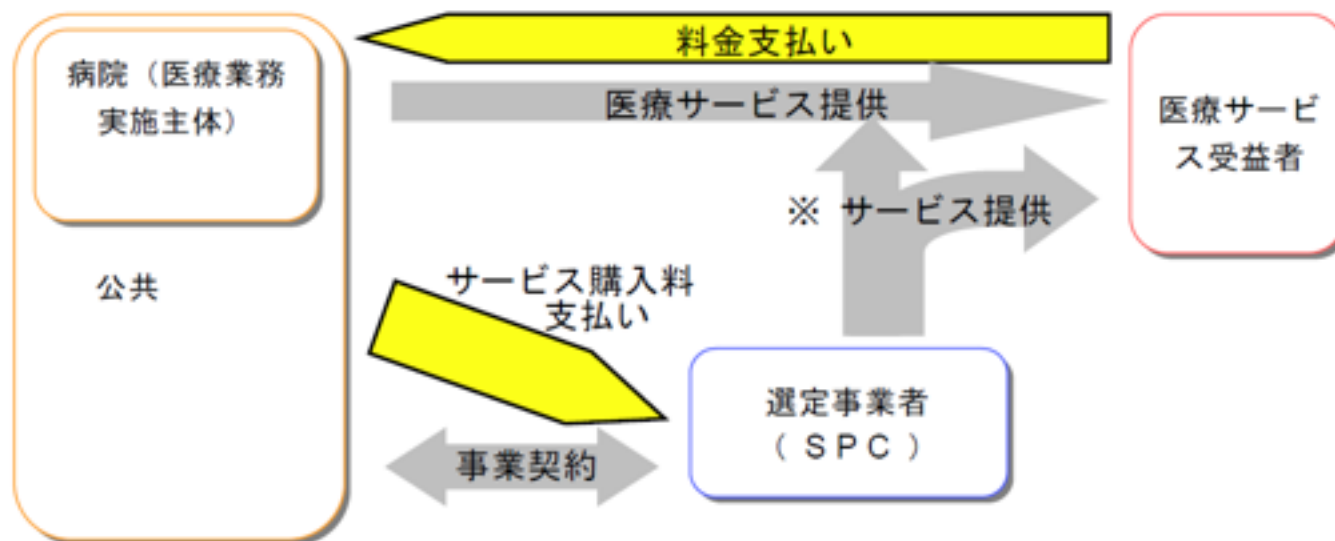 料金支払い
病院（医療業務
実施主体）
医療サービス提供
医療サービ
ス受益者
※ サービス提供
公共
サービス購入料
支払い
選定事業者
（ ＳＰＣ ）
事業契約